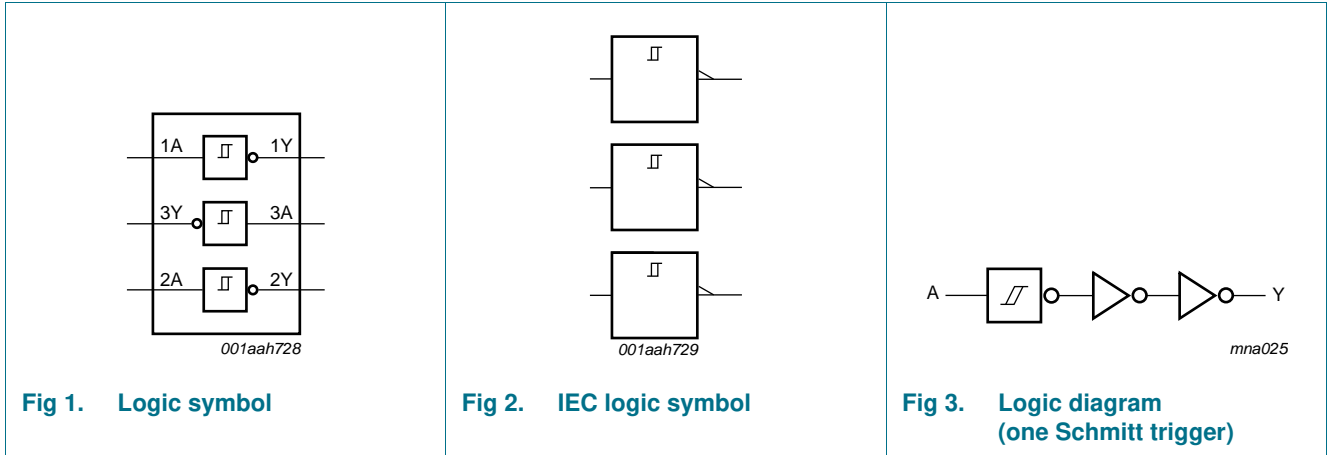 1A 1Y
3Y 3A
2A 2Y
001aah728
Fig 1. Logic symbol
001aah729
Fig 2. IEC logic symbol
A Y
mna025
Fig 3. Logic diagram
(one Schmitt trigger)